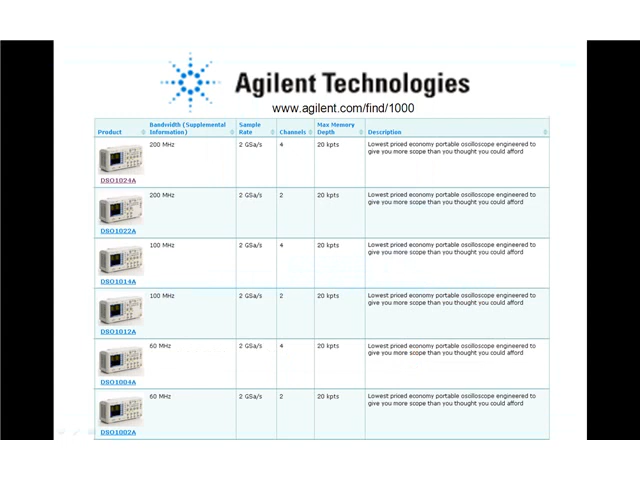 Agilent Technologies
www.agilent.com/find/1000
Product Bandwidth (Supplemental Information) Sample Rate Channels Max Memory Depth Description
DSO1024A 200 MHz 2 GSa/s 4 20 kpts Lowest priced economy portable osolloscope engineered to
give you more scope than you thought you could afford
DSO1022A 200 MHz 2 GSa/s 2 20 kpts Lowest priced economy portable osolloscope engineered to
give you more scope than you thought you could afford
DSO1014A 100 MHz 2 GSa/s 4 20 kpts Lowest priced economy portable osolloscope engineered to
give you more scope than you thought you could afford
DSO1012A 100 MHz 2 GSa/s 2 20 kpts Lowest priced economy portable osolloscope engineered to
give you more scope than you thought you could afford
DSO1004A 60 MHz 2 GSa/s 4 20 kpts Lowest priced economy portable osolloscope engineered to
give you more scope than you thought you could afford
DSO1002A 60 MHz 2 GSa/s 2 20 kpts Lowest priced economy portable osolloscope engineered to
give you more scope than you thought you could afford